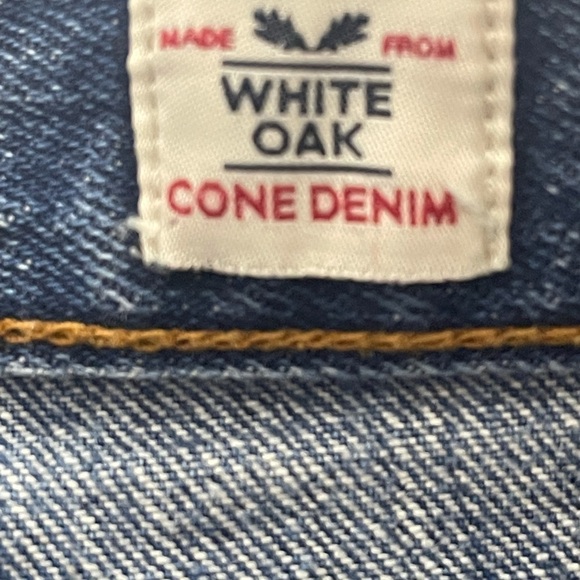 MADE FROM
WHITE
OAK
CONE DENIM